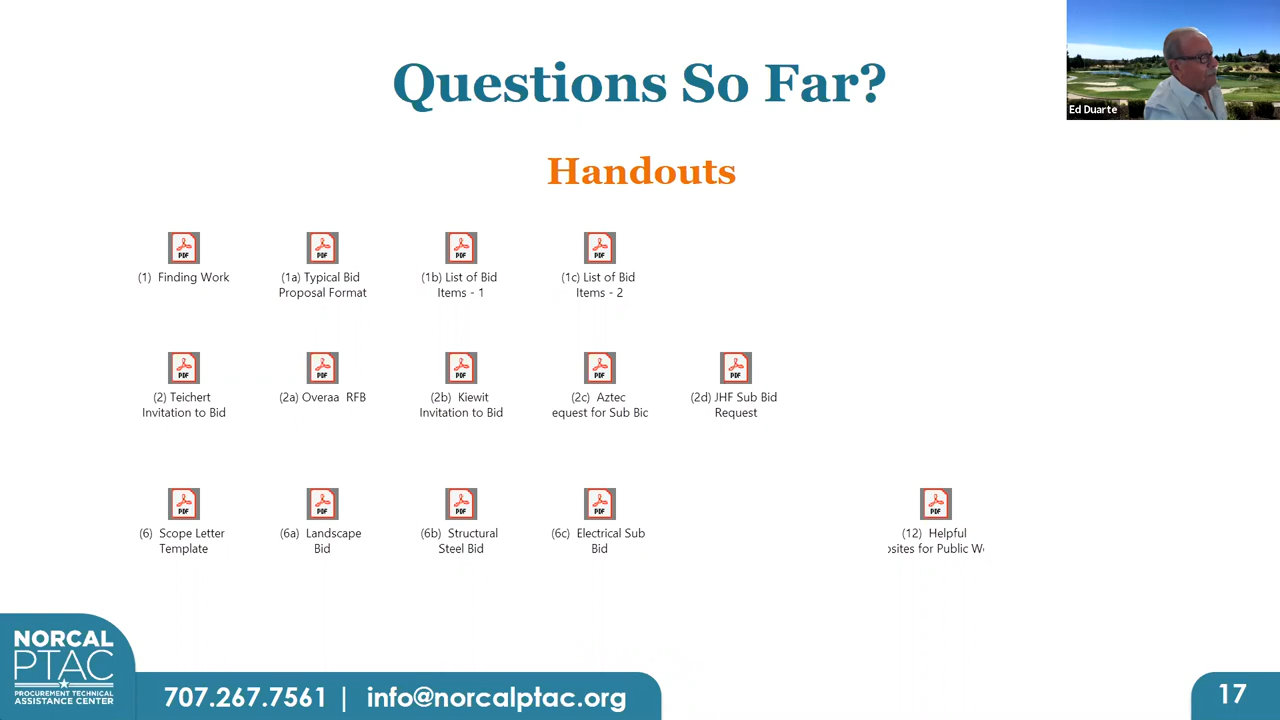 Questions So Far?
Ed Duarte
Handouts
PDF
PDF
PDF
PDF
(1) Finding Work
(1a) Typical Bid
Proposal Format
(1b) List of Bid
Items - 1
(1c) List of Bid
Items - 2
PDF
PDF
PDF
PDF
PDF
(2) Teichert
Invitation to Bid
(2a) Overaa RFB
(2b) Kiewit
Invitation to Bid
(2c) Aztec
equest for Sub Bic
(2d) JHF Sub Bid
Request
PDF
PDF
PDF
PDF
PDF
(6) Scope Letter
Template
(6a) Landscape
Bid
(6b) Structural
Steel Bid
(6c) Electrical Sub
Bid
(12) Helpful
sites for Public W
NORCAL
PTAC
PROCUREMENT TECHNICAL
ASSISTANCE CENTER
707.267.7561 | info@norcalptac.org
17